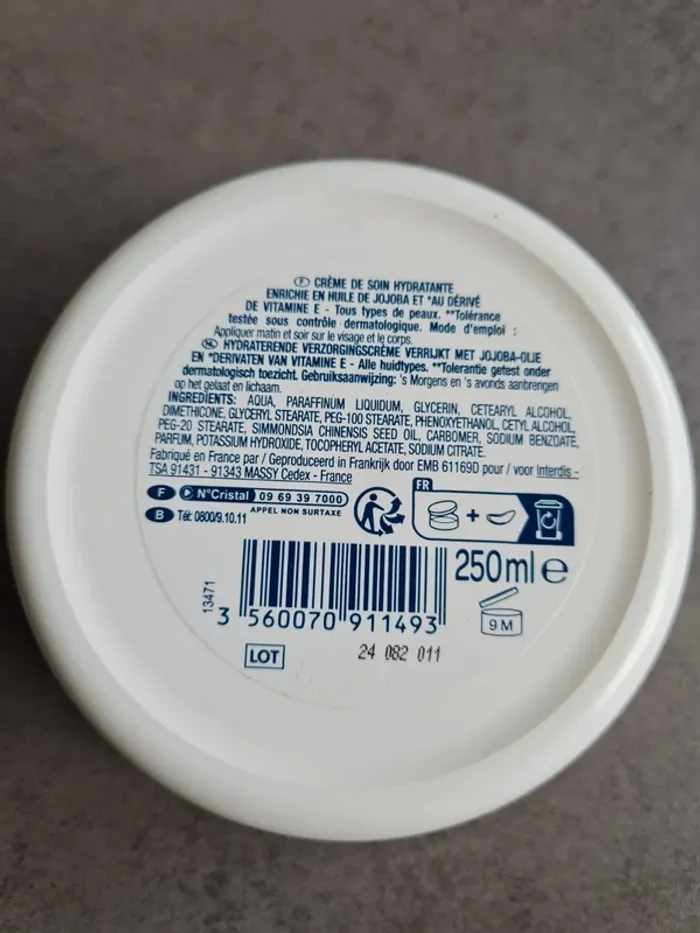 F CRÈME DE SOIN HYDRATANTE
ENRICHIE EN HUILE DE JOJOBA ET *AU DÉRIVÉ
DE VITAMINE E - Tous types de peaux. **Tolérance
testée sous contrôle dermatologique. Mode d'emploi :
Appliquer matin et soir sur le visage et le corps.
NL HYDRATERENDE VERZORGINGSCRÈME VERRIJKT MET JOJOBA-OLIE
EN *DERIVATEN VAN VITAMINE E - Alle huidtypes. **Tolerantie getest onder
dermatologisch toezicht. Gebruiksaanwijzing: 's Morgens en 's avonds aanbrengen
op het gelaat en lichaam.
INGREDIENTS: AQUA, PARAFFINUM LIQUIDUM, GLYCERIN, CETEARYL ALCOHOL,
DIMETHICONE, GLYCERYL STEARATE, PEG-100 STEARATE, PHENOXYETHANOL, CETYL ALCOHOL,
PEG-20 STEARATE, SIMMONDSIA CHINENSIS SEED OIL, CARBOMER, SODIUM BENZOATE,
PARFUM, POTASSIUM HYDROXIDE, TOCOPHERYL ACETATE, SODIUM CITRATE.
Fabriqué en France par / Geproduceerd in Frankrijk door EMB 61169D pour / voor Interdis -
TSA 91431 - 91343 MASSY Cedex - France
F N°Cristal 09 69 39 7000
APPEL NON SURTAXE
B Tél: 0800/9.10.11
FR
+
250ml e
13471
3 560070 911493
9 M
LOT
24 082 011